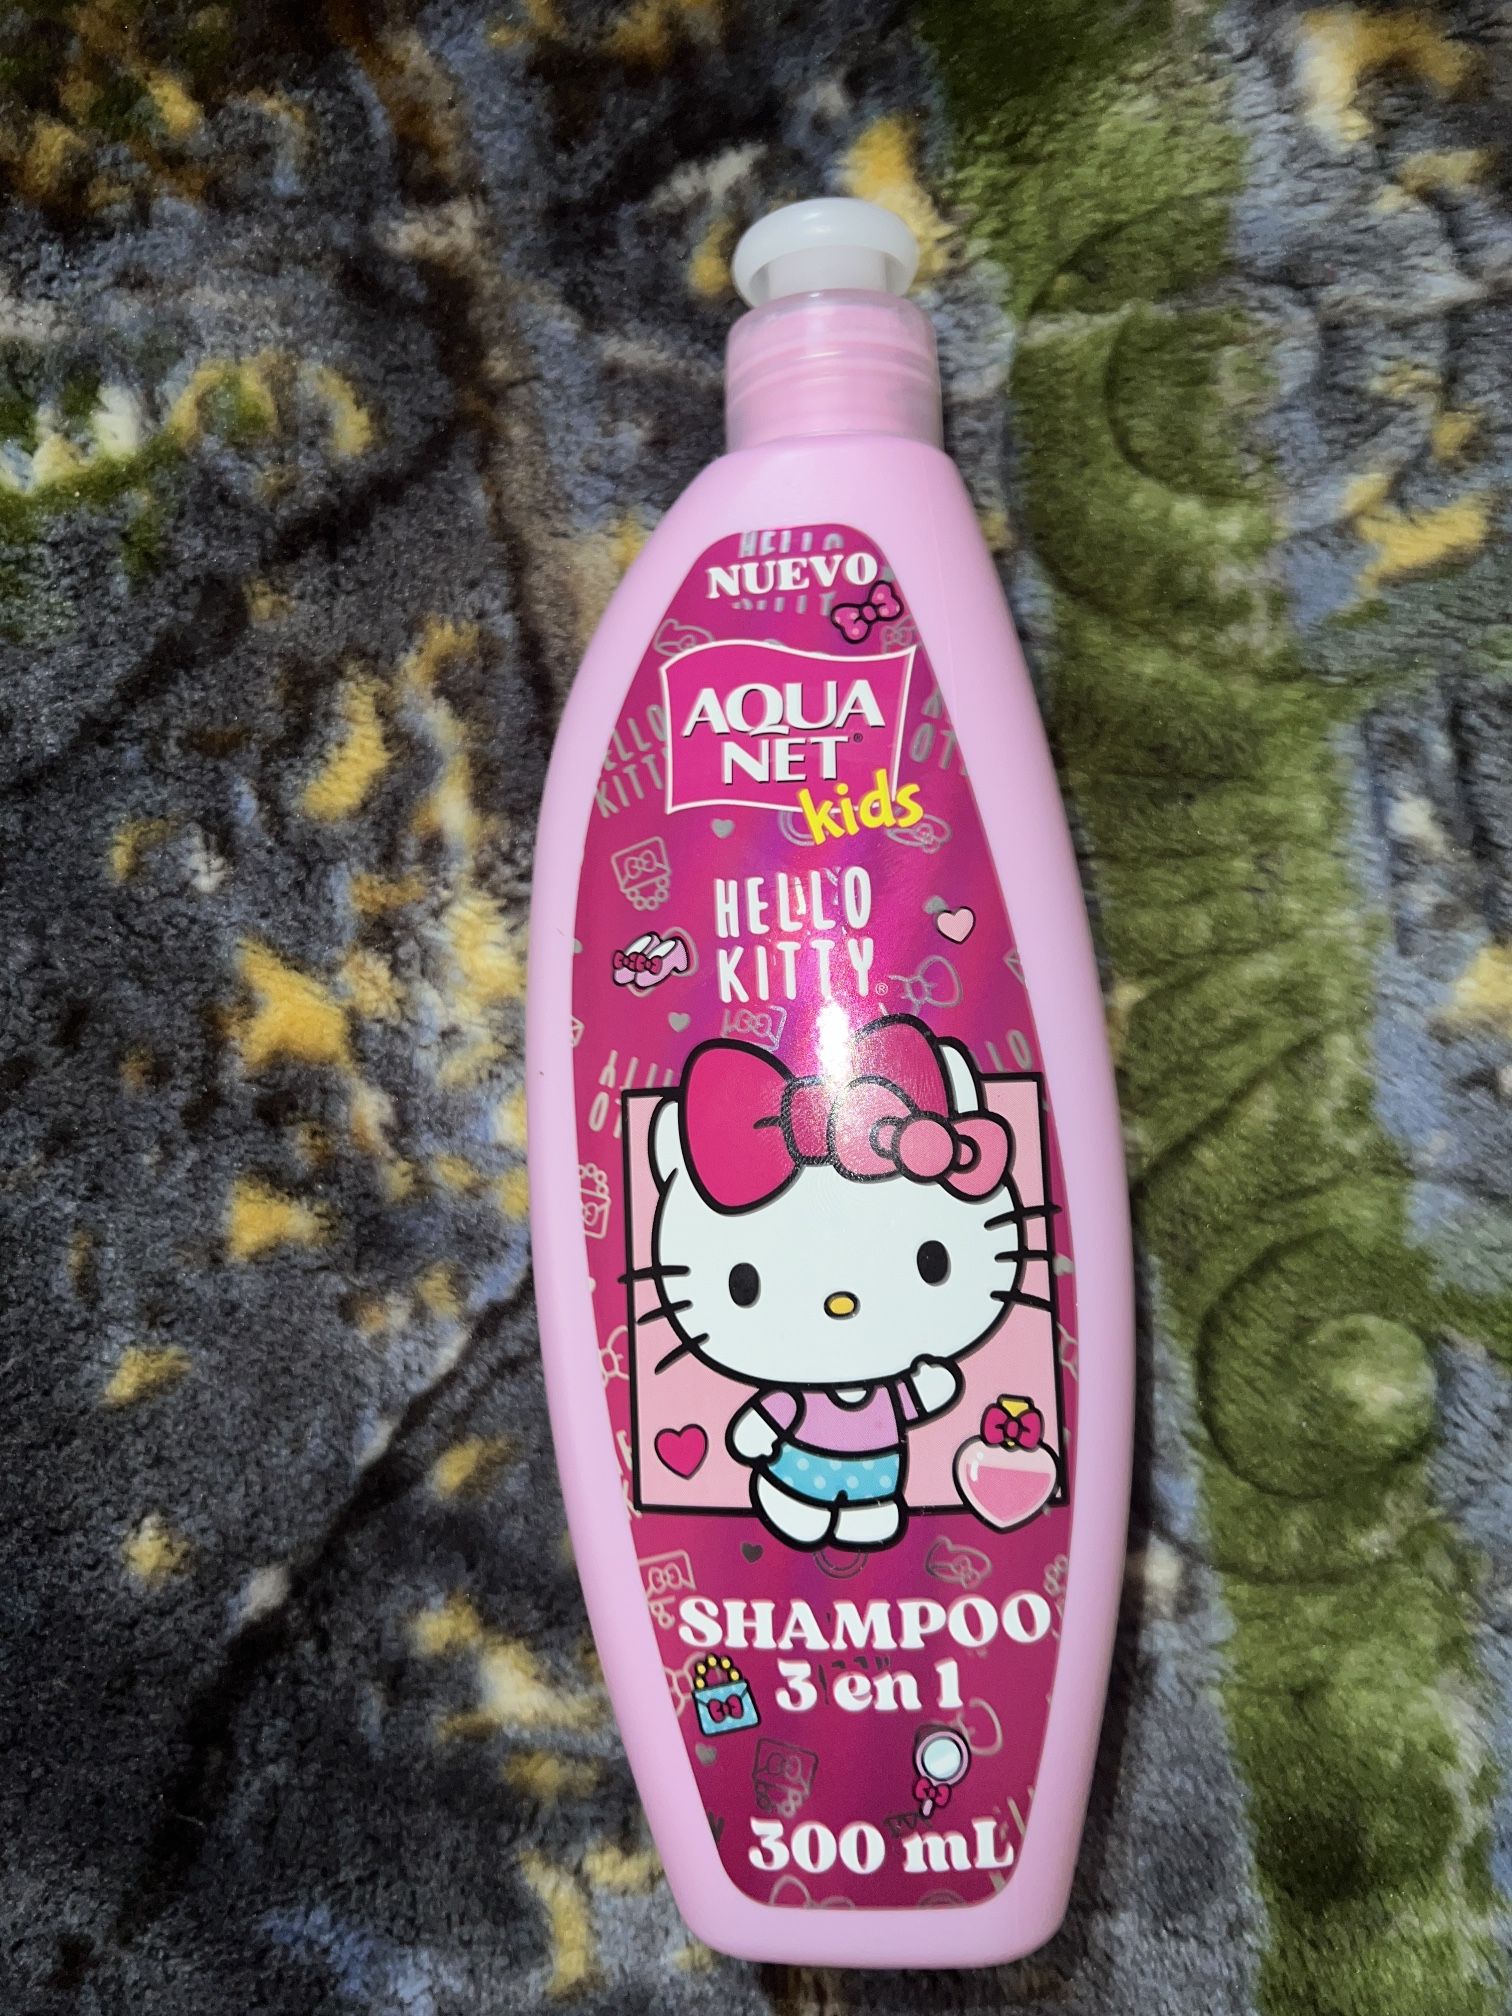 NUEVO
AQUA
NET®
kids
HELLO
KITTY®
SHAMPOO
3 en 1
300 mL